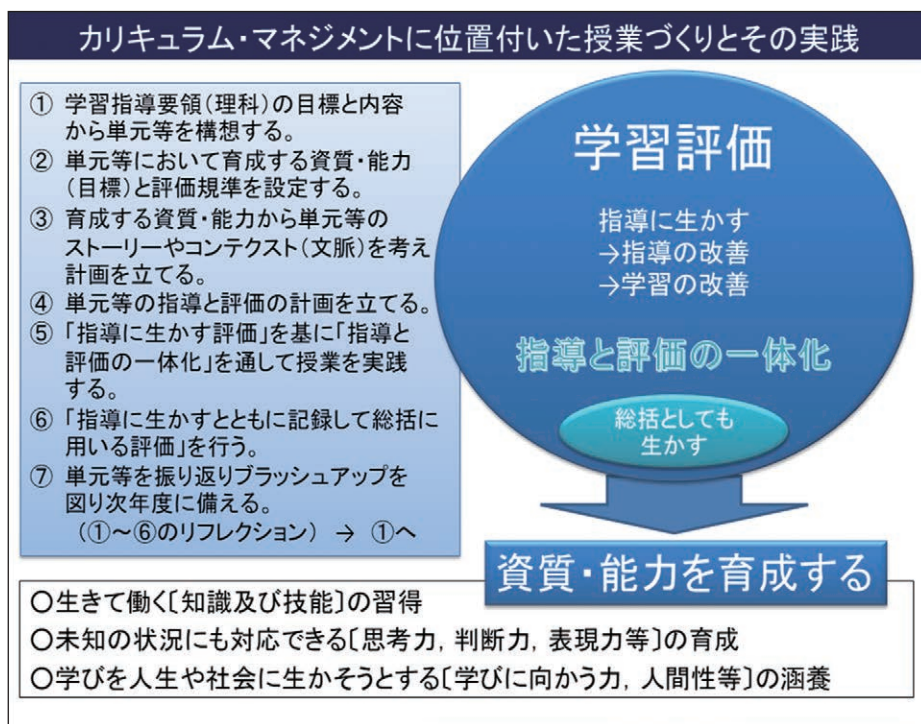 カリキュラム・マネジメントに位置付いた授業づくりとその実践
① 学習指導要領(理科)の目標と内容
から単元等を構想する。
② 単元等において育成する資質・能力
(目標)と評価規準を設定する。
③ 育成する資質・能力から単元等の
ストーリーやコンテクスト(文脈)を考え
計画を立てる。
④ 単元等の指導と評価の計画を立てる。
⑤ 「指導に生かす評価」を基に「指導と
評価の一体化」を通して授業を実践
する。
⑥ 「指導に生かすとともに記録して総括に
用いる評価」を行う。
⑦ 単元等を振り返りブラッシュアップを
図り次年度に備える。
(①~⑥のリフレクション) → ①へ
学習評価
指導に生かす
→指導の改善
→学習の改善
指導と評価の一体化
総括としても
生かす
資質・能力を育成する
○生きて働く〔知識及び技能〕の習得
○未知の状況にも対応できる〔思考力, 判断力, 表現力等〕の育成
○学びを人生や社会に生かそうとする〔学びに向かう力, 人間性等〕の涵養